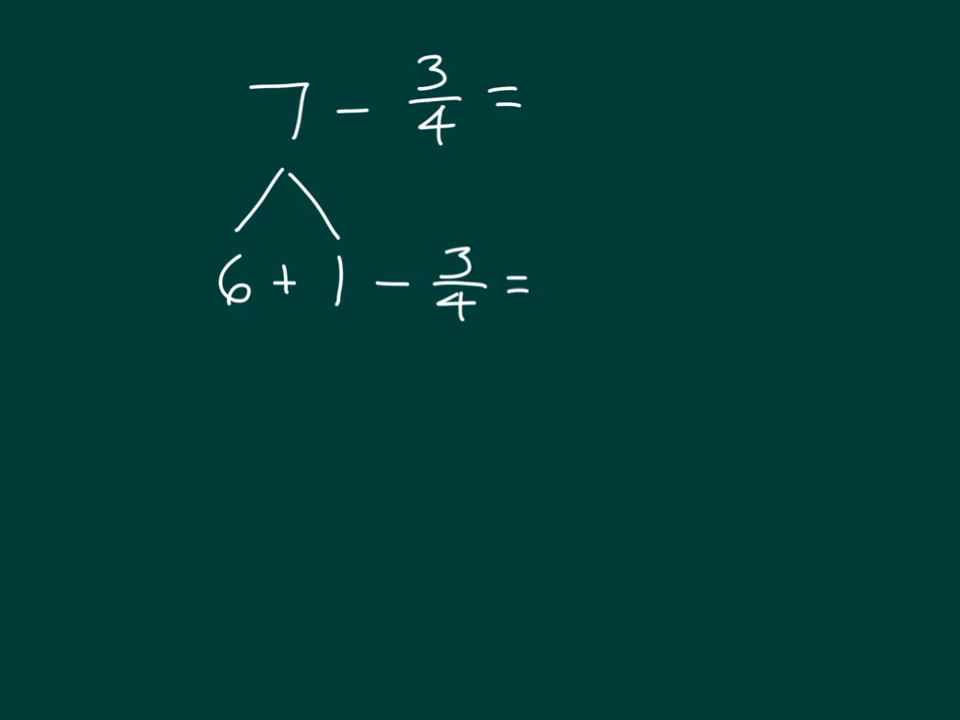 7 - 3/4 =
6 + 1 - 3/4 =